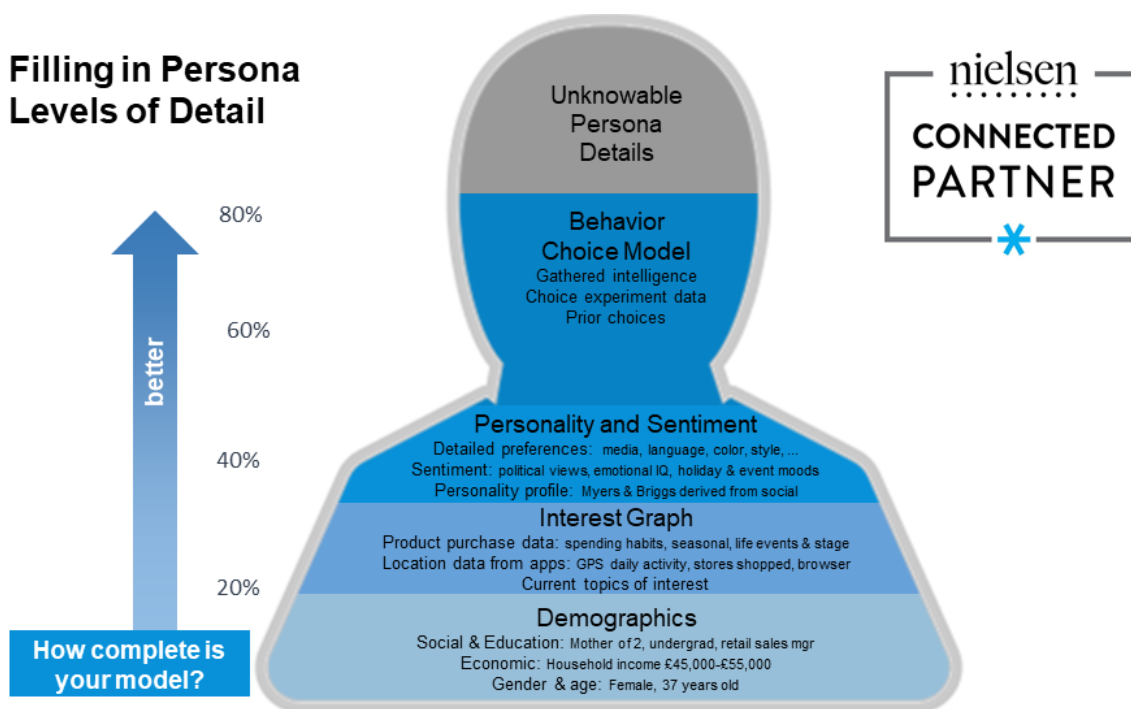 Filling in Persona
Levels of Detail
nielsen
CONNECTED
PARTNER
Unknowable
Persona
Details
80%
Behavior
Choice Model
Gathered intelligence
Choice experiment data
Prior choices
60%
better
Personality and Sentiment
Detailed preferences: media, language, color, style, ...
40%
Sentiment: political views, emotional IQ, holiday & event moods
Personality profile: Myers & Briggs derived from social
Interest Graph
Product purchase data: spending habits, seasonal, life events & stage
Location data from apps: GPS daily activity, stores shopped, browser
Current topics of interest
20%
Demographics
Social & Education: Mother of 2, undergrad, retail sales mgr
Economic: Household income £45,000-£55,000
Gender & age: Female, 37 years old
How complete is
your model?